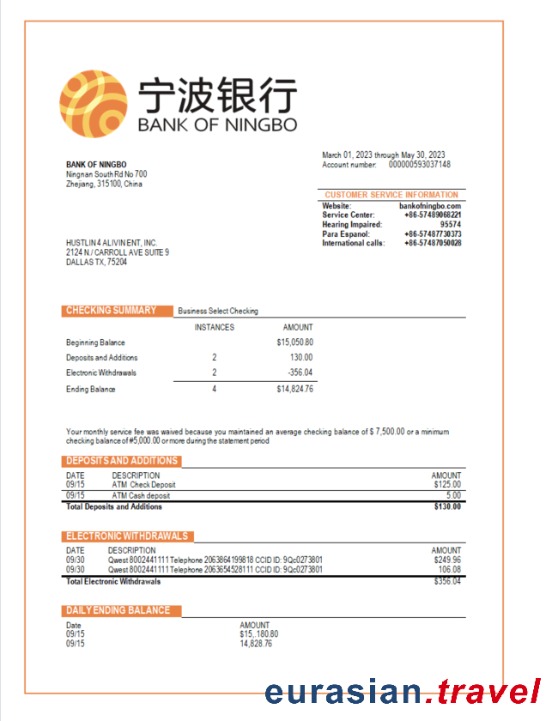 宁波银行
BANK OF NINGBO
March 01, 2023 through May 30, 2023
Account number: 000000593037148
BANK OF NINGBO
Ningnan South Rd No 700
Zhejiang, 315100, China
CUSTOMER SERVICE INFORMATION
Website: bankofningbo.com
Service Center: +86-57489068221
Hearing Impaired: 95574
Para Espanol: +86-57487730373
International calls: +86-57487050028
HUSTLIN 4 ALIVIN ENT, INC.
2124 N./ CARROLL AVE SUITE 9
DALLAS TX, 75204
CHECKING SUMMARY Business Select Checking
INSTANCES AMOUNT
Beginning Balance $15,050.80
Deposits and Additions 2 130.00
Electronic Withdrawals 2 -356.04
Ending Balance 4 $14,824.76
Your monthly service fee was waived because you maintained an average checking balance of $ 7,500.00 or a minimum
checking balance of #5,000.00 or more during the statement period
DEPOSITS AND ADDITIONS
DATE DESCRIPTION AMOUNT
09/15 ATM Check Deposit $125.00
09/15 ATM Cash deposit 5.00
Total Deposits and Additions $130.00
ELECTRONIC WITHDRAWALS
DATE DESCRIPTION AMOUNT
09/30 Qwest 8002441111 Telephone 2063864199818 CCID ID: 9Qc0273801 $249.96
09/30 Qwest 8002441111 Telephone 2063654528111 CCID ID: 9Qc0273801 106.08
Total Electronic Withdrawals $356.04
DAILY ENDING BALANCE
Date AMOUNT
09/15 $15,.180.80
09/15 14,828.76
eurasian.travel